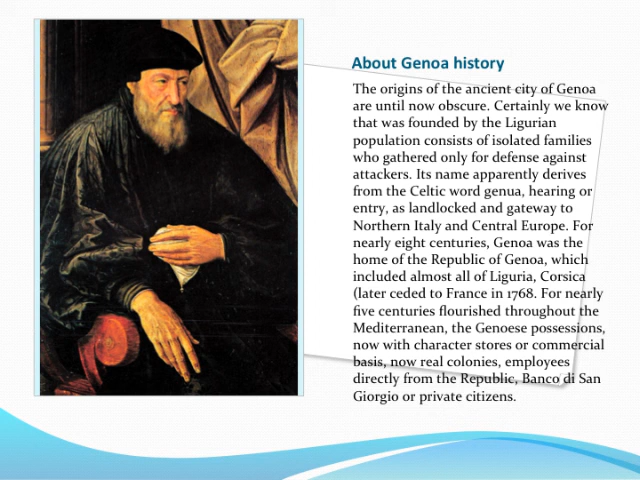 About Genoa history
The origins of the ancient city of Genoa
are until now obscure. Certainly we know
that was founded by the Ligurian
population consists of isolated families
who gathered only for defense against
attackers. Its name apparently derives
from the Celtic word genua, hearing or
entry, as landlocked and gateway to
Northern Italy and Central Europe. For
nearly eight centuries, Genoa was the
home of the Republic of Genoa, which
included almost all of Liguria, Corsica
(later ceded to France in 1768. For nearly
five centuries flourished throughout the
Mediterranean, the Genoese possessions,
now with character stores or commercial
basis, now real colonies, employees
directly from the Republic, Banco di San
Giorgio or private citizens.